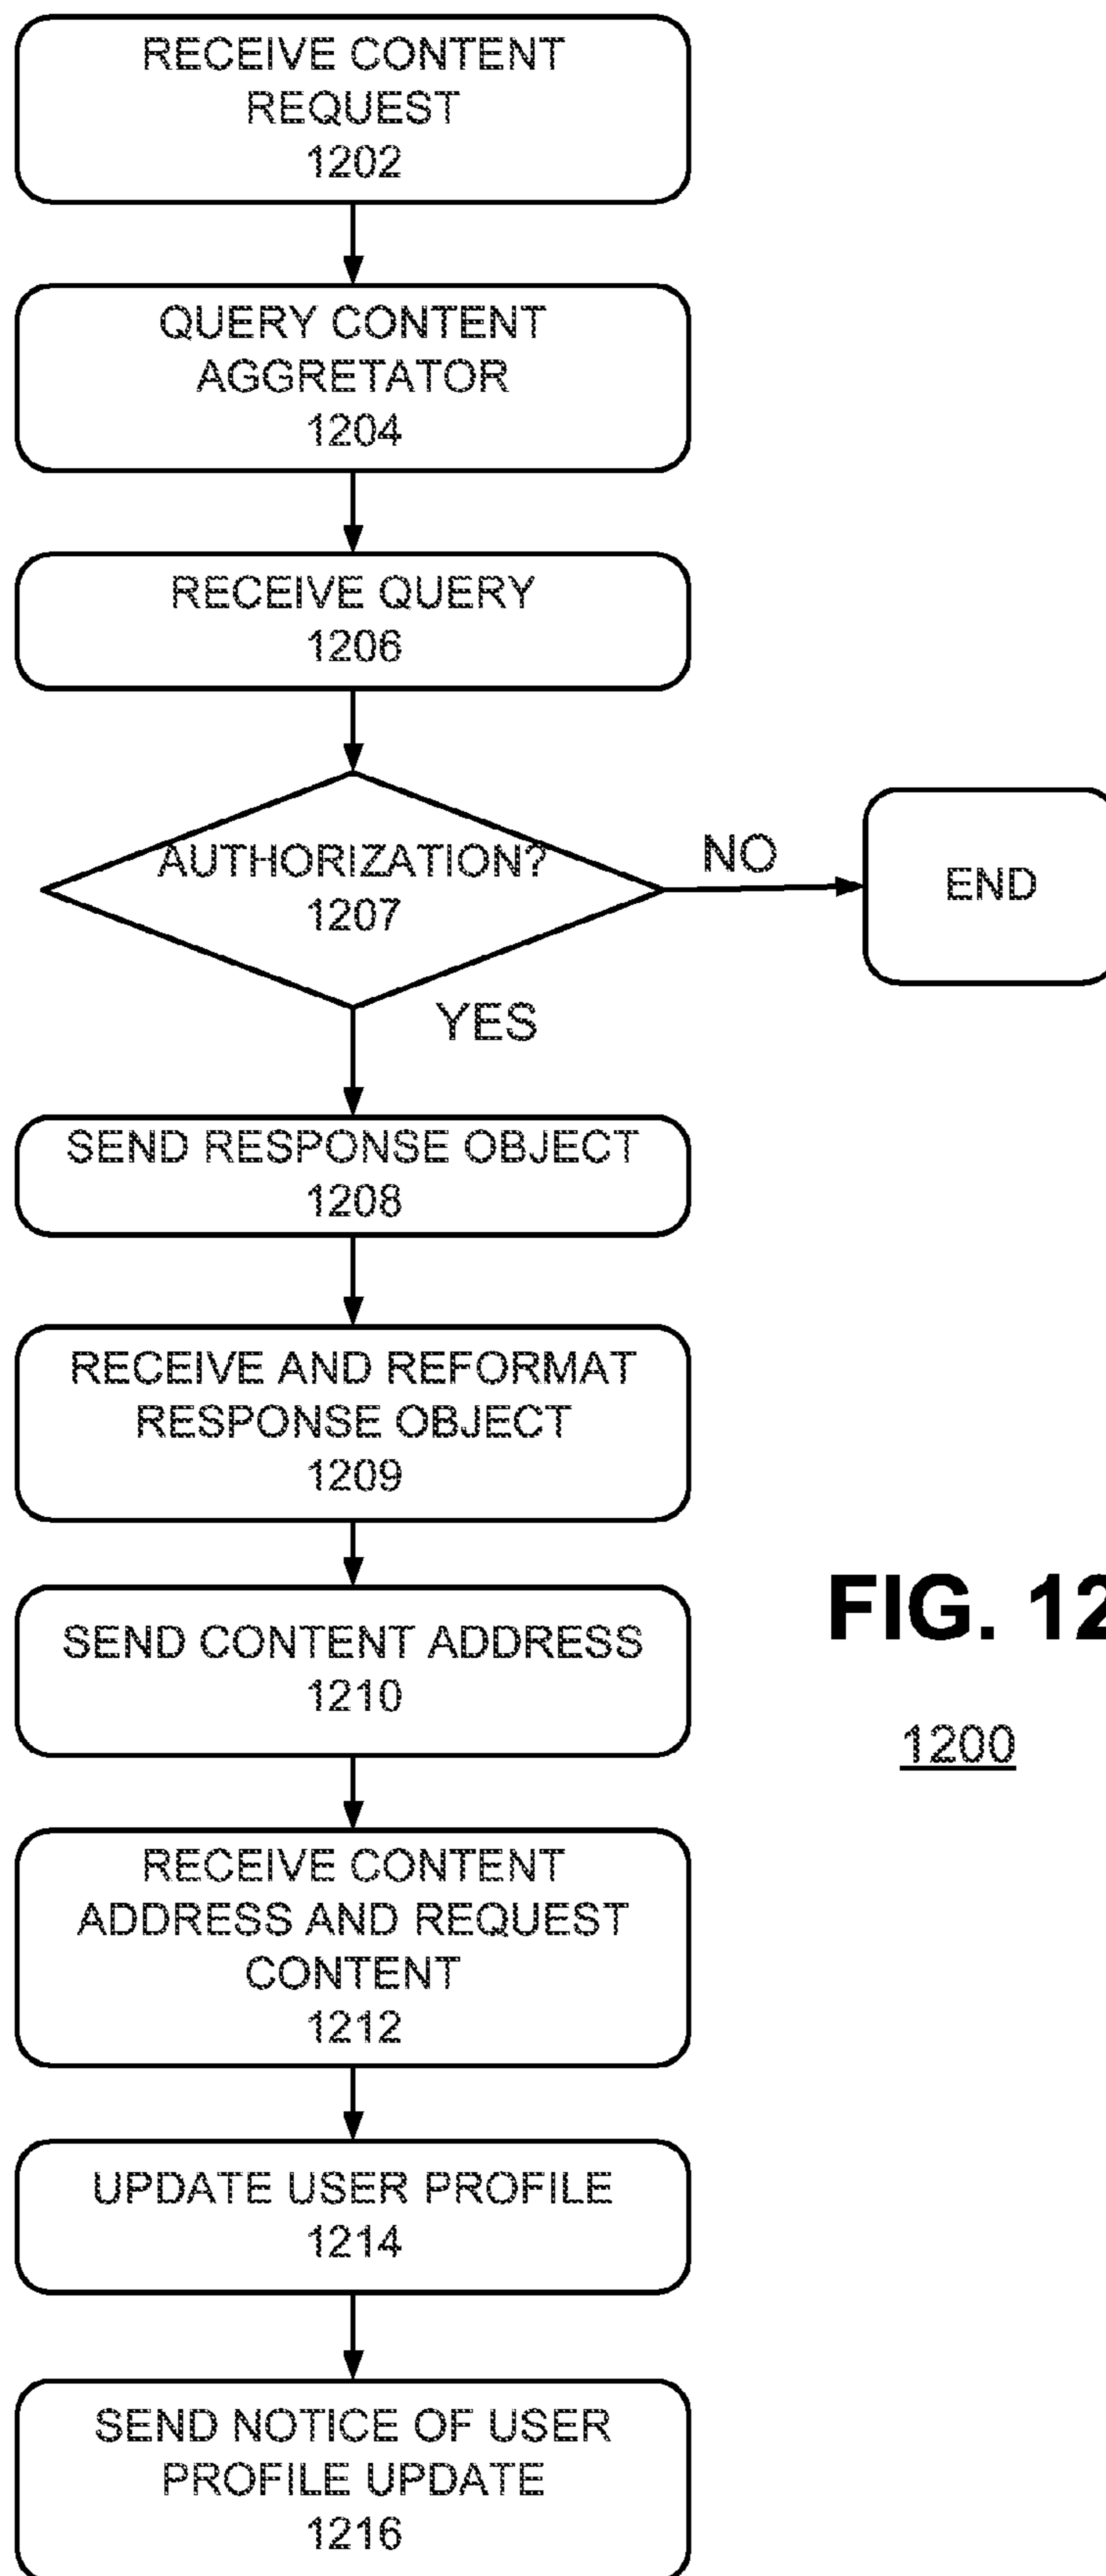 RECEIVE CONTENT
REQUEST
1202
QUERY CONTENT
AGGRETATOR
1204
RECEIVE QUERY
1206
AUTHORIZATION?
1207
NO
END
YES
SEND RESPONSE OBJECT
1208
RECEIVE AND REFORMAT
RESPONSE OBJECT
1209
SEND CONTENT ADDRESS
1210
FIG. 12
1200
RECEIVE CONTENT
ADDRESS AND REQUEST
CONTENT
1212
UPDATE USER PROFILE
1214
SEND NOTICE OF USER
PROFILE UPDATE
1216